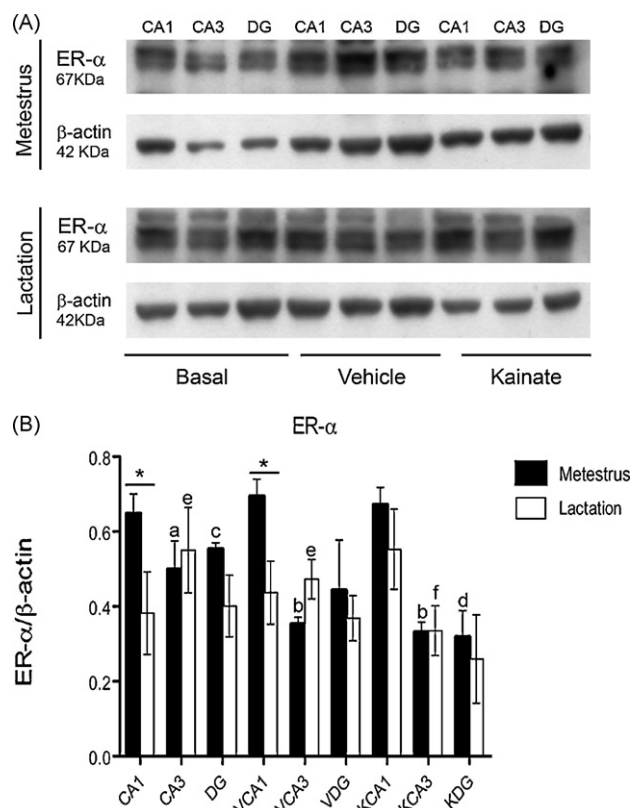 (A)
CA1 CA3 DG CA1 CA3 DG CA1 CA3 DG
Metestrus
ER-α
67KDa
β-actin
42 KDa
Lactation
ER-α
67 KDa
β-actin
42KDa
Basal Vehicle Kainate
(B)
ER-α
ER-α/β-actin
0.8
0.6
0.4
0.2
0.0
* a e c * b e b f d
Metestrus
Lactation
CA1 CA3 DG VCA1 VCA3 VDG KCA1 KCA3 KDG